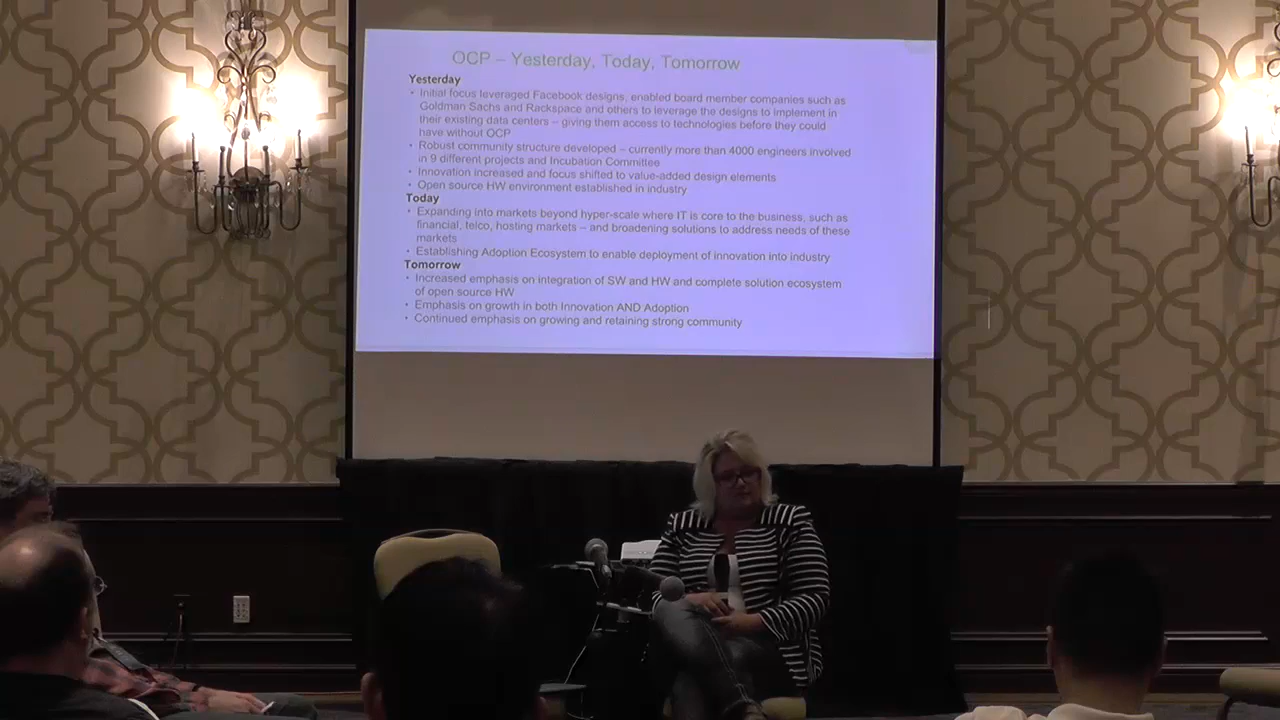 OCP – Yesterday, Today, Tomorrow
Yesterday
• Initial focus leveraged Facebook designs, enabled board member companies such as
Goldman Sachs and Rackspace and others to leverage the designs to implement in
their existing data centers – giving them access to technologies before they could
have without OCP
• Robust community structure developed – currently more than 4000 engineers involved
in 9 different projects and Incubation Committee
• Innovation increased and focus shifted to value-added design elements
• Open source HW environment established in industry
Today
• Expanding into markets beyond hyper-scale where IT is core to the business, such as
financial, telco, hosting markets – and broadening solutions to address needs of these
markets
• Establishing Adoption Ecosystem to enable deployment of innovation into industry
Tomorrow
• Increased emphasis on integration of SW and HW and complete solution ecosystem
of open source HW
• Emphasis on growth in both Innovation AND Adoption
• Continued emphasis on growing and retaining strong community